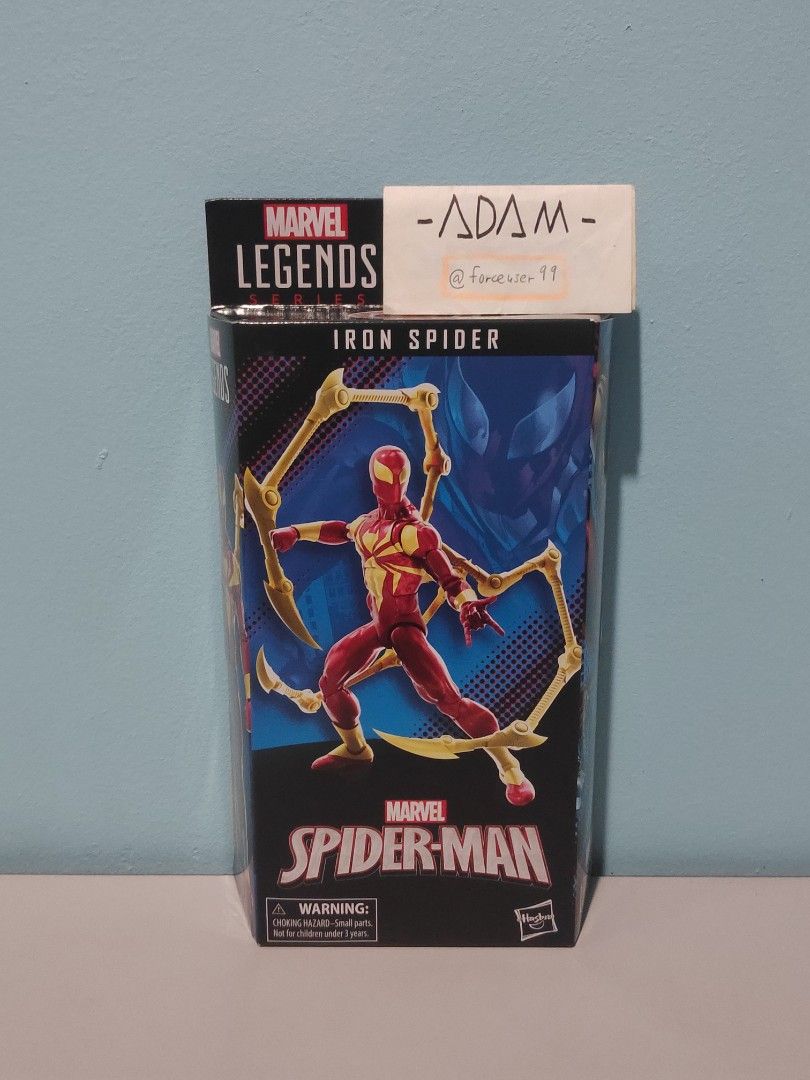 MARVEL
LEGENDS
SERIES
-ADAM-
@forceuser99
IRON SPIDER
MARVEL
SPIDER-MAN
WARNING:
CHOKING HAZARD–Small parts.
Not for children under 3 years.
Hasbro